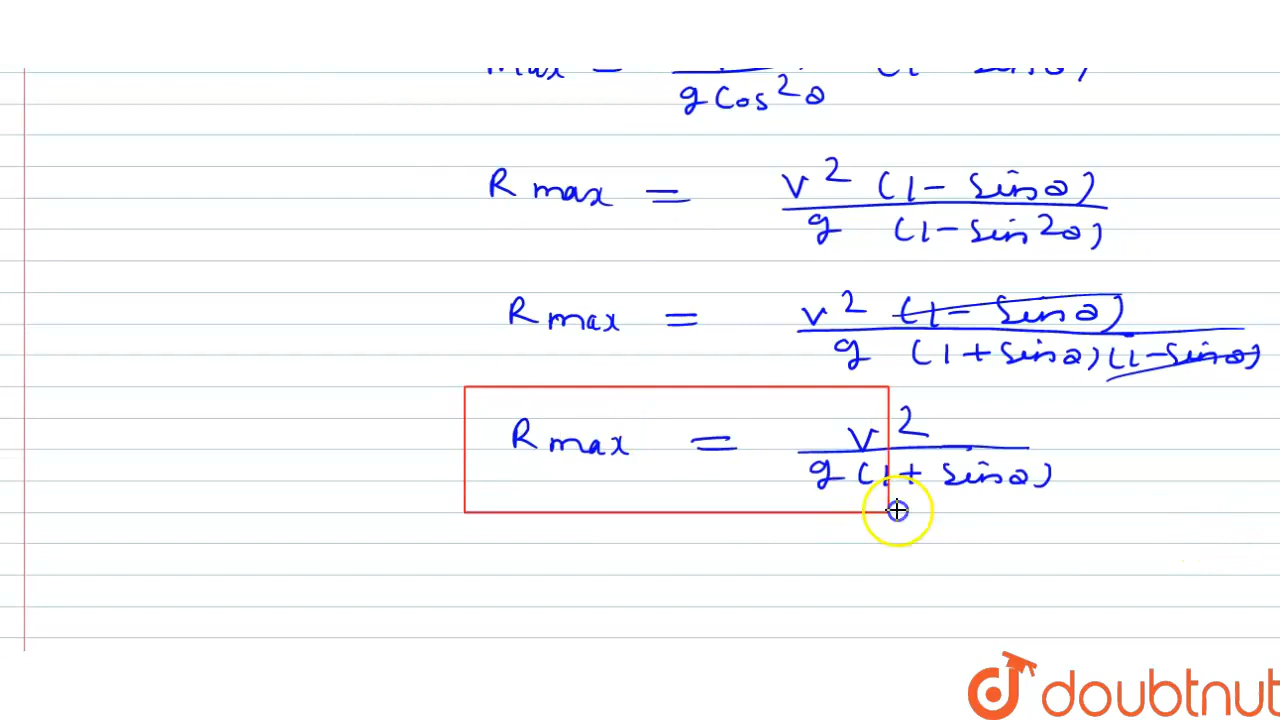 g Cos²θ
R max = v² (1 - sinθ) / g (1 - sin²θ)
R max = v² (1 - sinθ) / g (1 + sinθ) (1 - sinθ)
R max = v² / g (1 + sinθ)
doubtnut